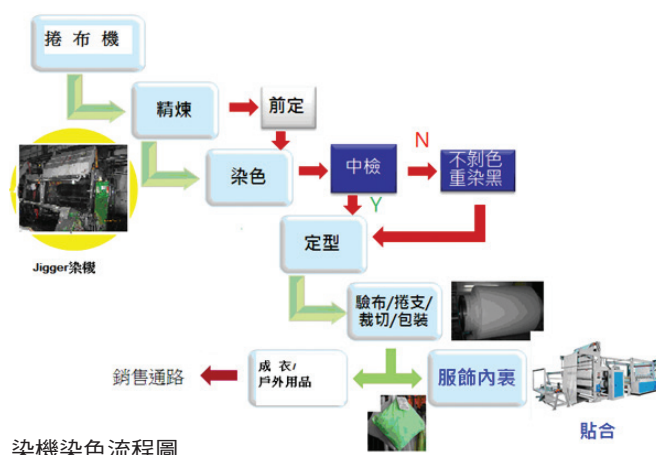 捲 布 機
精煉
前定
染色
中檢
N
不剝色
重染黑
Y
定型
Jigger染機
驗布/捲支/
裁切/包裝
銷售通路
成 衣/
戶外用品
服飾內裏
貼合
染機染色流程圖